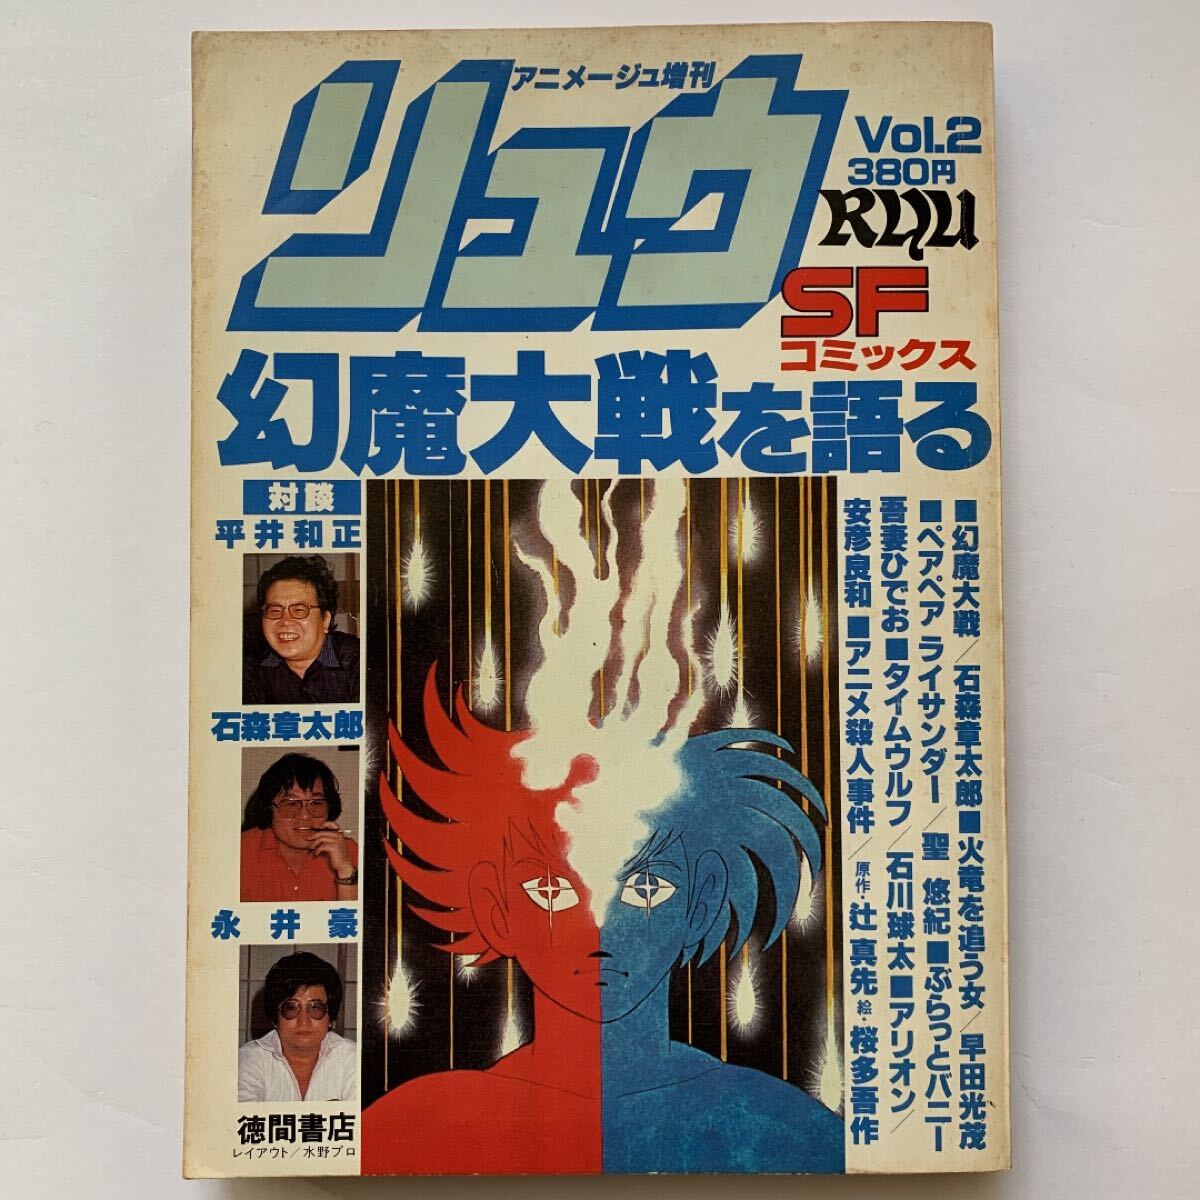 アニメージュ増刊
リュウ
Vol.2
380円
RYU
SF
コミックス
幻魔大戦を語る
対談
平井和正
石森章太郎
永井豪
徳間書店
レイアウト／水野プロ
■幻魔大戦／石森章太郎■火竜を追う女／早田光茂
■ペアペア ライサンダー／聖 悠紀■ぶらっとバニー／
吾妻ひでお■タイムウルフ／石川球太■アリオン／
安彦良和■アニメ殺人事件／原作・辻真先 絵・桜多吾作